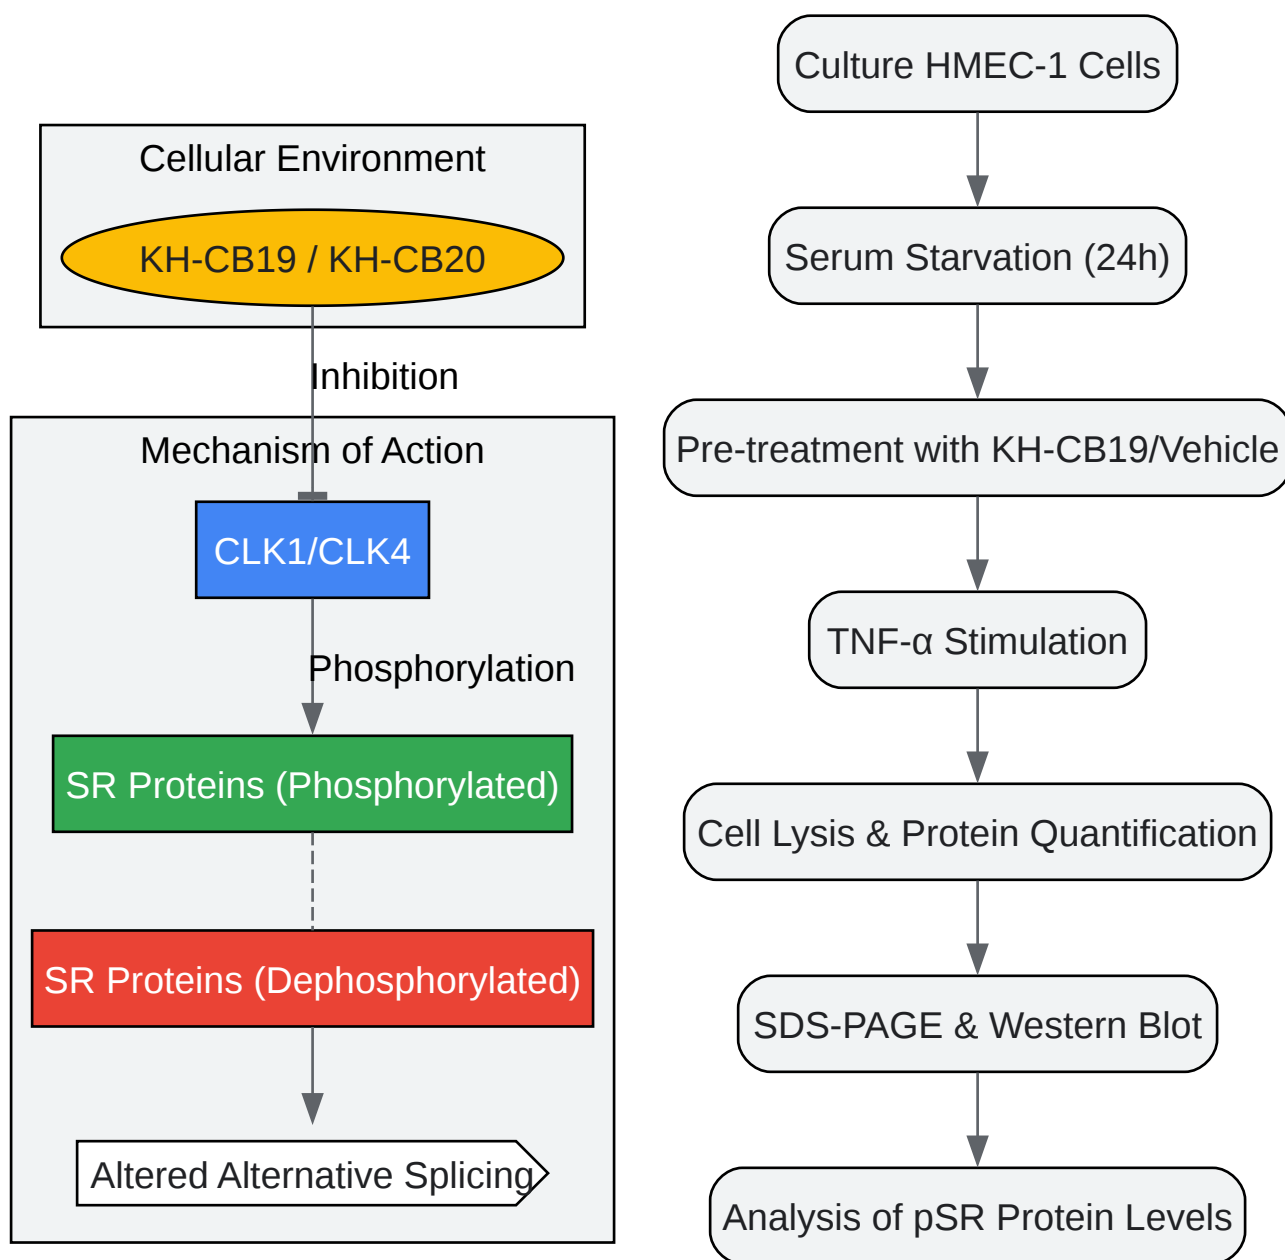 Cellular Environment
KH-CB19 / KH-CB20
Inhibition
Mechanism of Action
CLK1/CLK4
Phosphorylation
SR Proteins (Phosphorylated)
SR Proteins (Dephosphorylated)
Altered Alternative Splicing
Culture HMEC-1 Cells
Serum Starvation (24h)
Pre-treatment with KH-CB19/Vehicle
TNF-α Stimulation
Cell Lysis & Protein Quantification
SDS-PAGE & Western Blot
Analysis of pSR Protein Levels